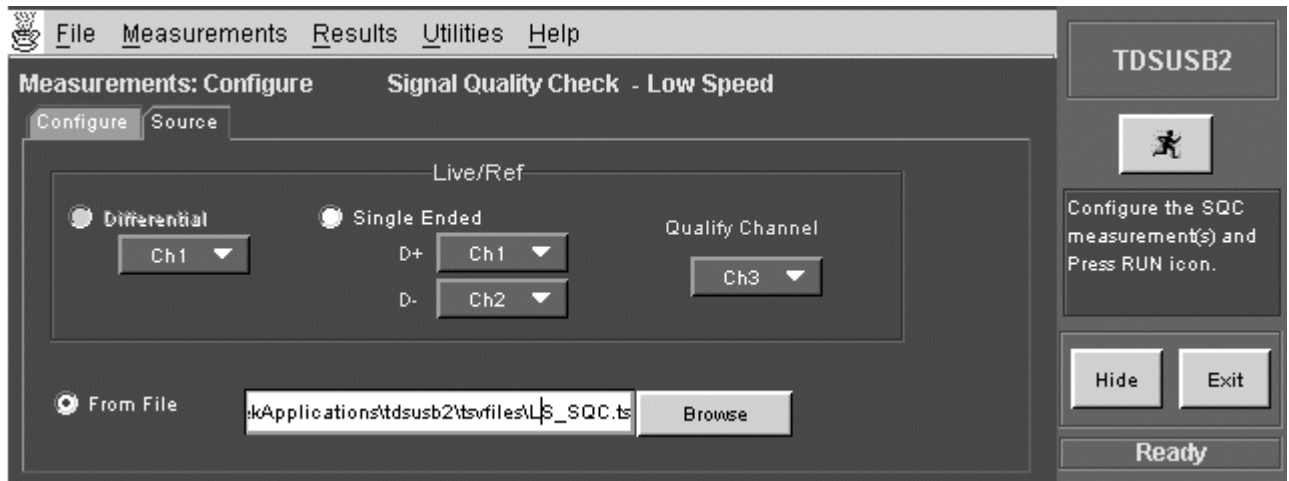 File Measurements Results Utilities Help
Measurements: Configure Signal Quality Check - Low Speed
Configure Source
Live/Ref
Differential
Ch1
Single Ended
D+ Ch1
D- Ch2
Qualify Channel
Ch3
From File
kApplications\tdsusb2\tsvfiles\LS_SQC.ts
Browse
TDSUSB2
Configure the SQC
measurement(s) and
Press RUN icon.
Hide Exit
Ready